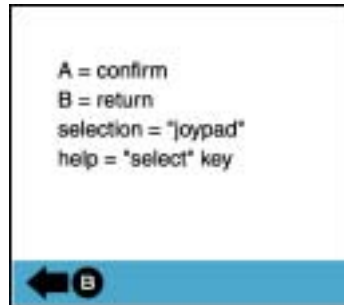 A = confirm
B = return
selection = "joypad"
help = "select" key
B